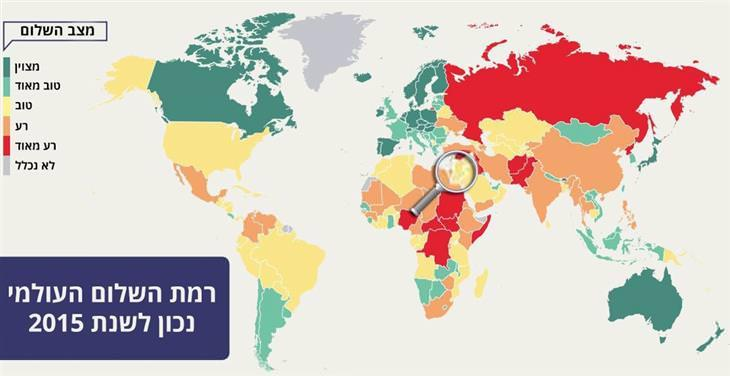 מצב השלום
מצוין
טוב מאוד
טוב
רע
רע מאוד
לא נכלל
רמת השלום העולמי
נכון לשנת 2015